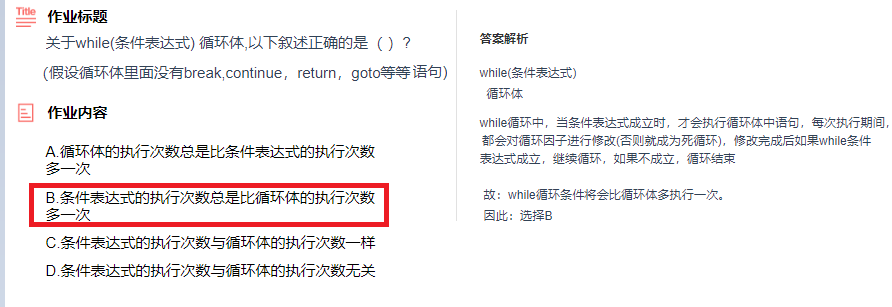 Title
作业标题
关于while(条件表达式) 循环体,以下叙述正确的是（ ）？
(假设循环体里面没有break,continue，return，goto等等语句)
作业内容
A.循环体的执行次数总是比条件表达式的执行次数
多一次
B.条件表达式的执行次数总是比循环体的执行次数
多一次
C.条件表达式的执行次数与循环体的执行次数一样
D.条件表达式的执行次数与循环体的执行次数无关
答案解析
while(条件表达式)
循环体
while循环中，当条件表达式成立时，才会执行循环体中语句，每次执行期间，
都会对循环因子进行修改(否则就成为死循环)，修改完成后如果while条件
表达式成立，继续循环，如果不成立，循环结束
故：while循环条件将会比循环体多执行一次。
因此：选择B